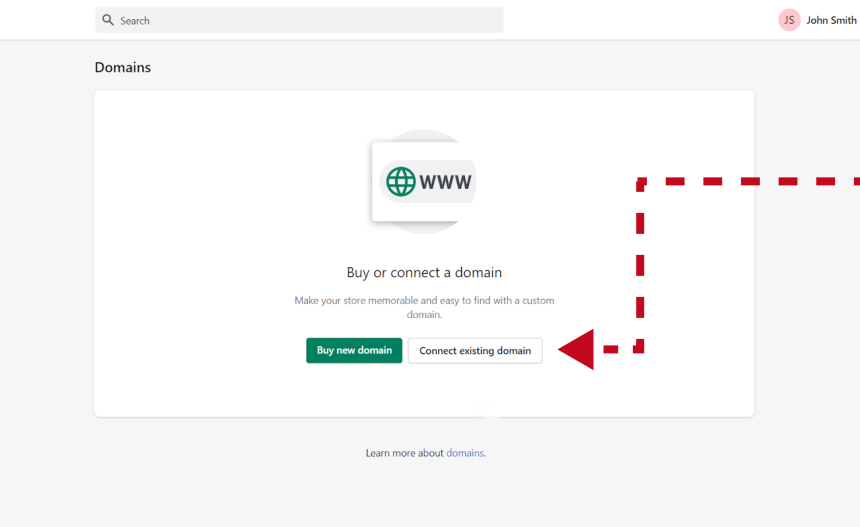 Search
JS John Smith
Domains
WWW
Buy or connect a domain
Make your store memorable and easy to find with a custom
domain.
Buy new domain Connect existing domain
Learn more about domains.